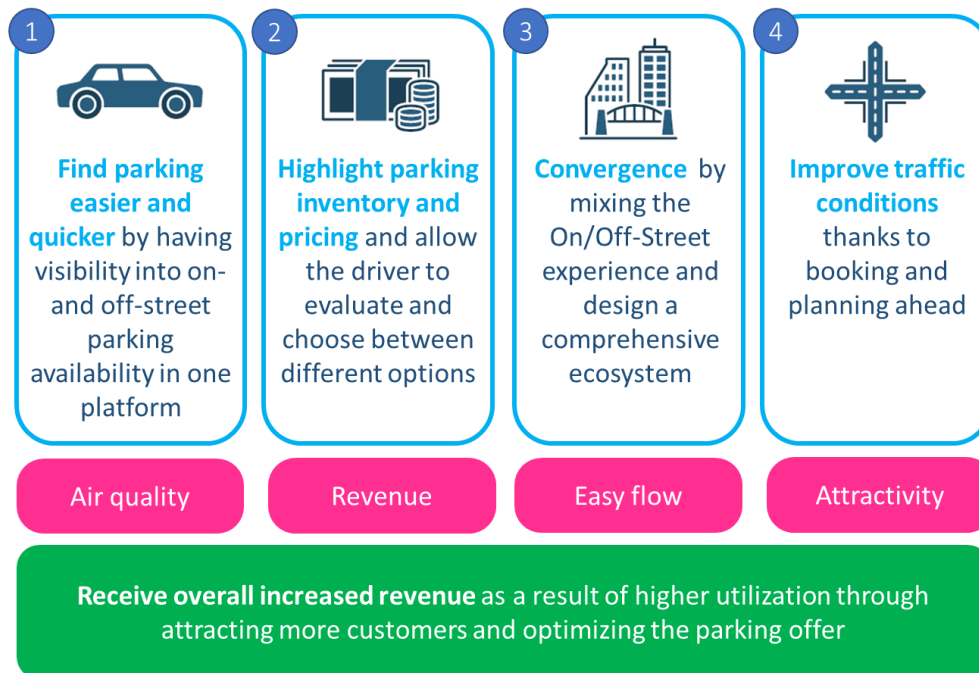 1
Find parking
easier and
quicker by having
visibility into on-
and off-street
parking
availability in one
platform
2
Highlight parking
inventory and
pricing and allow
the driver to
evaluate and
choose between
different options
3
Convergence by
mixing the
On/Off-Street
experience and
design a
comprehensive
ecosystem
4
Improve traffic
conditions
thanks to
booking and
planning ahead
Air quality
Revenue
Easy flow
Attractivity
Receive overall increased revenue as a result of higher utilization through
attracting more customers and optimizing the parking offer